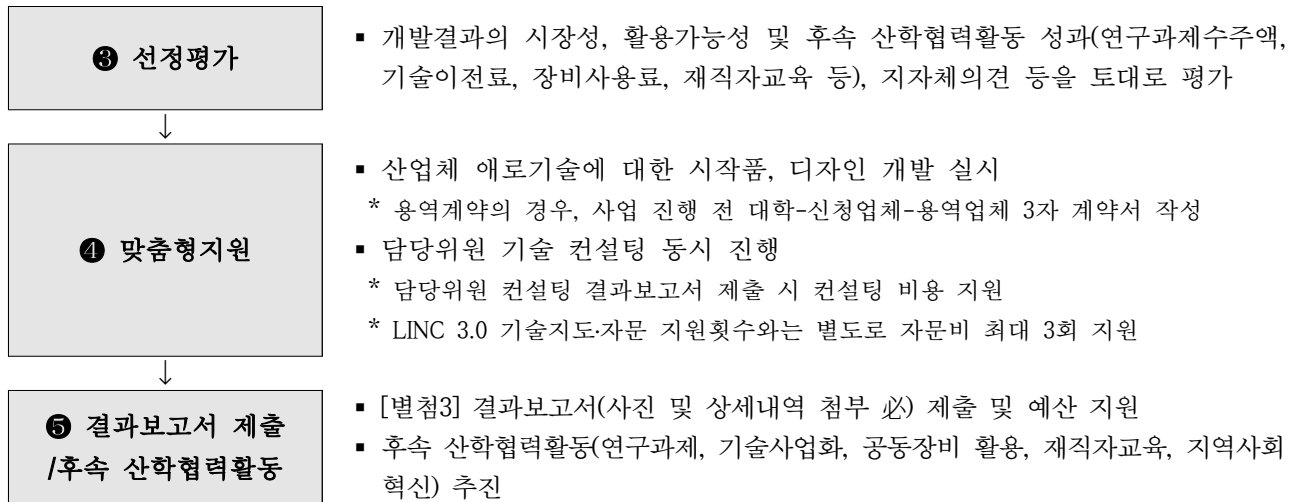 ❸ 선정평가
▪ 개발결과의 시장성, 활용가능성 및 후속 산학협력활동 성과(연구과제수주액,
기술이전료, 장비사용료, 재직자교육 등), 지자체의견 등을 토대로 평가
↓
❹ 맞춤형지원
▪ 산업체 애로기술에 대한 시작품, 디자인 개발 실시
* 용역계약의 경우, 사업 진행 전 대학-신청업체-용역업체 3자 계약서 작성
▪ 담당위원 기술 컨설팅 동시 진행
* 담당위원 컨설팅 결과보고서 제출 시 컨설팅 비용 지원
* LINC 3.0 기술지도·자문 지원횟수와는 별도로 자문비 최대 3회 지원
↓
❺ 결과보고서 제출
/후속 산학협력활동
▪ [별첨3] 결과보고서(사진 및 상세내역 첨부 必) 제출 및 예산 지원
▪ 후속 산학협력활동(연구과제, 기술사업화, 공동장비 활용, 재직자교육, 지역사회
혁신) 추진